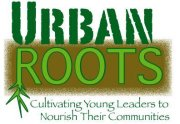 URBAN
ROOTS
Cultivating Young Leaders to
Nourish Their Communities